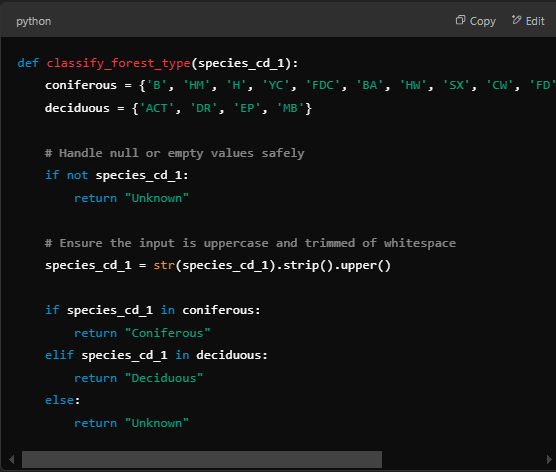 python
Copy
Edit
def classify_forest_type(species_cd_1):
    coniferous = {'B', 'HM', 'H', 'YC', 'FDC', 'BA', 'HW', 'SX', 'CW', 'FD'
    deciduous = {'ACT', 'DR', 'EP', 'MB'}
    # Handle null or empty values safely
    if not species_cd_1:
        return "Unknown"
    # Ensure the input is uppercase and trimmed of whitespace
    species_cd_1 = str(species_cd_1).strip().upper()
    if species_cd_1 in coniferous:
        return "Coniferous"
    elif species_cd_1 in deciduous:
        return "Deciduous"
    else:
        return "Unknown"